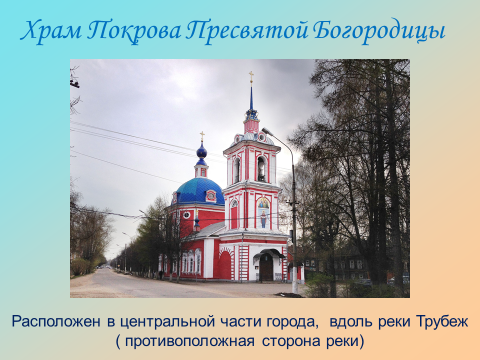 Храм Покрова Пресвятой Богородицы
Расположен в центральной части города, вдоль реки Трубеж
( противоположная сторона реки)